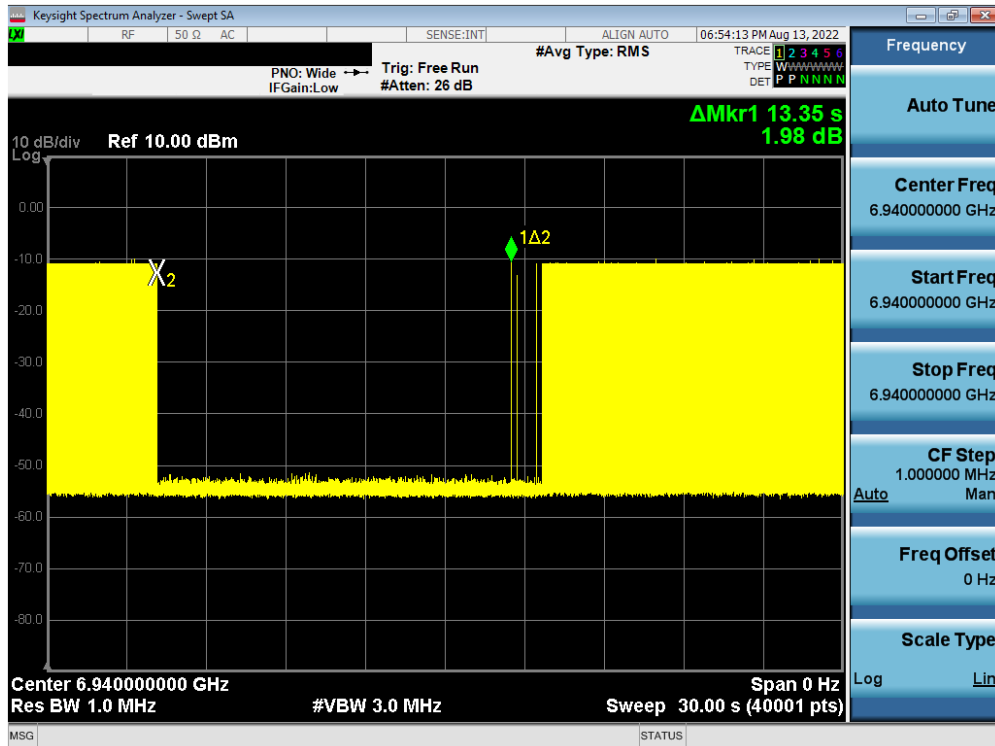 Keysight Spectrum Analyzer - Swept SA
LXI RF 50 Ω AC SENSE:INT ALIGN AUTO 06:54:13 PM Aug 13, 2022
Frequency
#Avg Type: RMS
TRACE 1 2 3 4 5 6
PNO: Wide Trig: Free Run
TYPE WWWWWW
IFGain:Low #Atten: 26 dB
DET P P N N N N
Auto Tune
ΔMkr1 13.35 s
1.98 dB
10 dB/div Ref 10.00 dBm
Log
Center Freq
6.940000000 GHz
0.00
1Δ2
-10.0
2
Start Freq
6.940000000 GHz
-20.0
-30.0
Stop Freq
6.940000000 GHz
-40.0
-50.0
CF Step
1.000000 MHz
Auto Man
-60.0
Freq Offset
0 Hz
-70.0
-80.0
Scale Type
Log Lin
Center 6.940000000 GHz Span 0 Hz
Res BW 1.0 MHz #VBW 3.0 MHz Sweep 30.00 s (40001 pts)
MSG STATUS